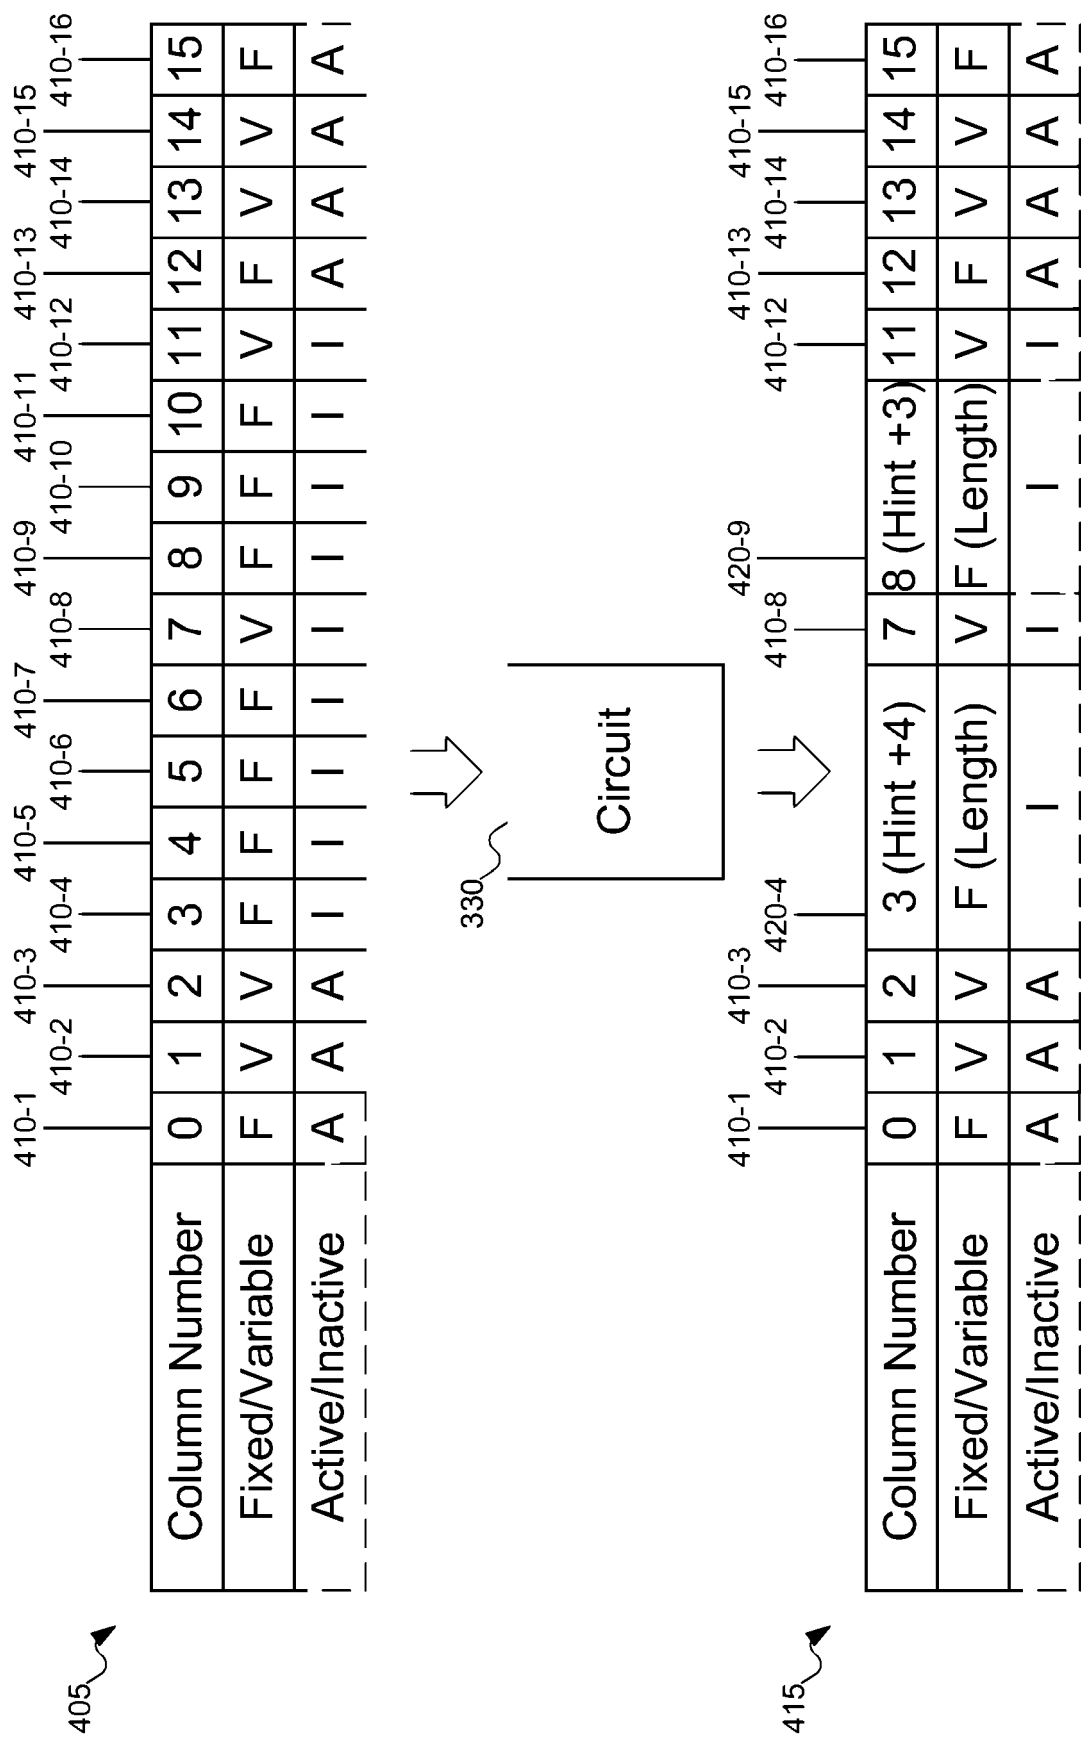 405
410-1 410-2 410-3 410-4 410-5 410-6 410-7 410-8 410-9 410-10 410-11 410-12 410-13 410-14 410-15 410-16
Column Number 0 1 2 3 4 5 6 7 8 9 10 11 12 13 14 15
Fixed/Variable F V V F F F F V F F F V F V V F
Active/Inactive A A A I I I I I I I I I A A A A
330
Circuit
415
410-1 410-2 410-3 420-4 410-8 420-9 410-12 410-13 410-14 410-15 410-16
Column Number 0 1 2 3 (Hint +4) 7 8 (Hint +3) 11 12 13 14 15
Fixed/Variable F V V F (Length) V F (Length) V F V V F
Active/Inactive A A A I I I I A A A A